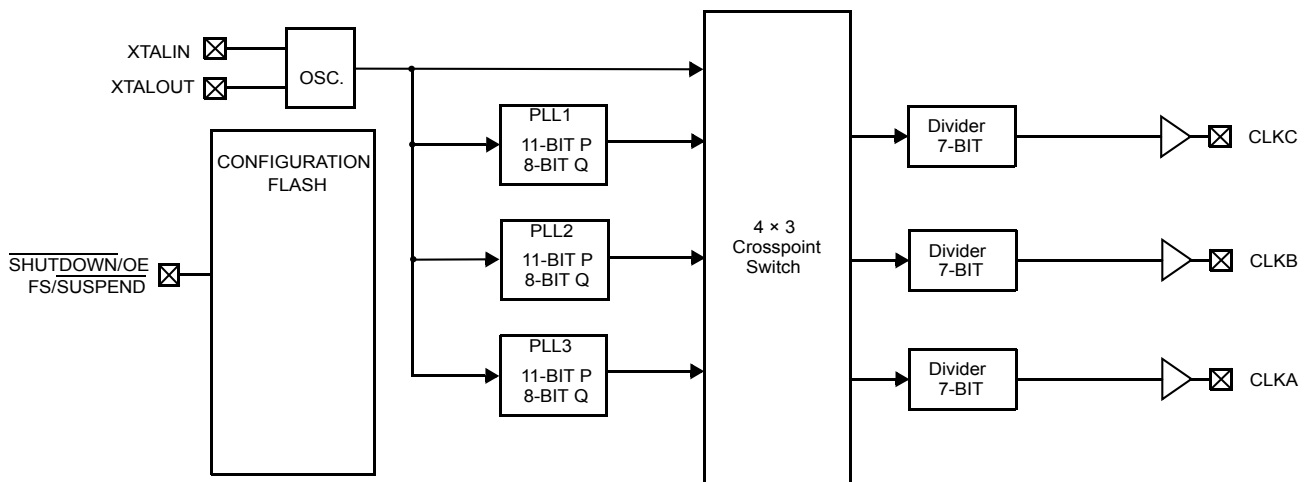 XTALIN
XTALOUT
OSC.
CONFIGURATION
FLASH
SHUTDOWN/OE
FS/SUSPEND
PLL1
11-BIT P
8-BIT Q
PLL2
11-BIT P
8-BIT Q
PLL3
11-BIT P
8-BIT Q
4 × 3
Crosspoint
Switch
Divider
7-BIT
CLKC
Divider
7-BIT
CLKB
Divider
7-BIT
CLKA